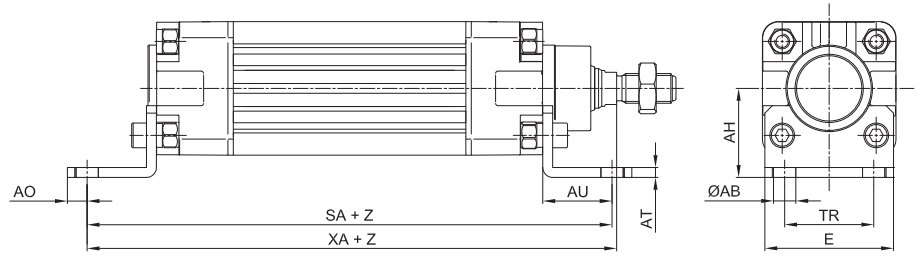 AO
SA + Z
XA + Z
AU
AT
AH
ØAB
TR
E